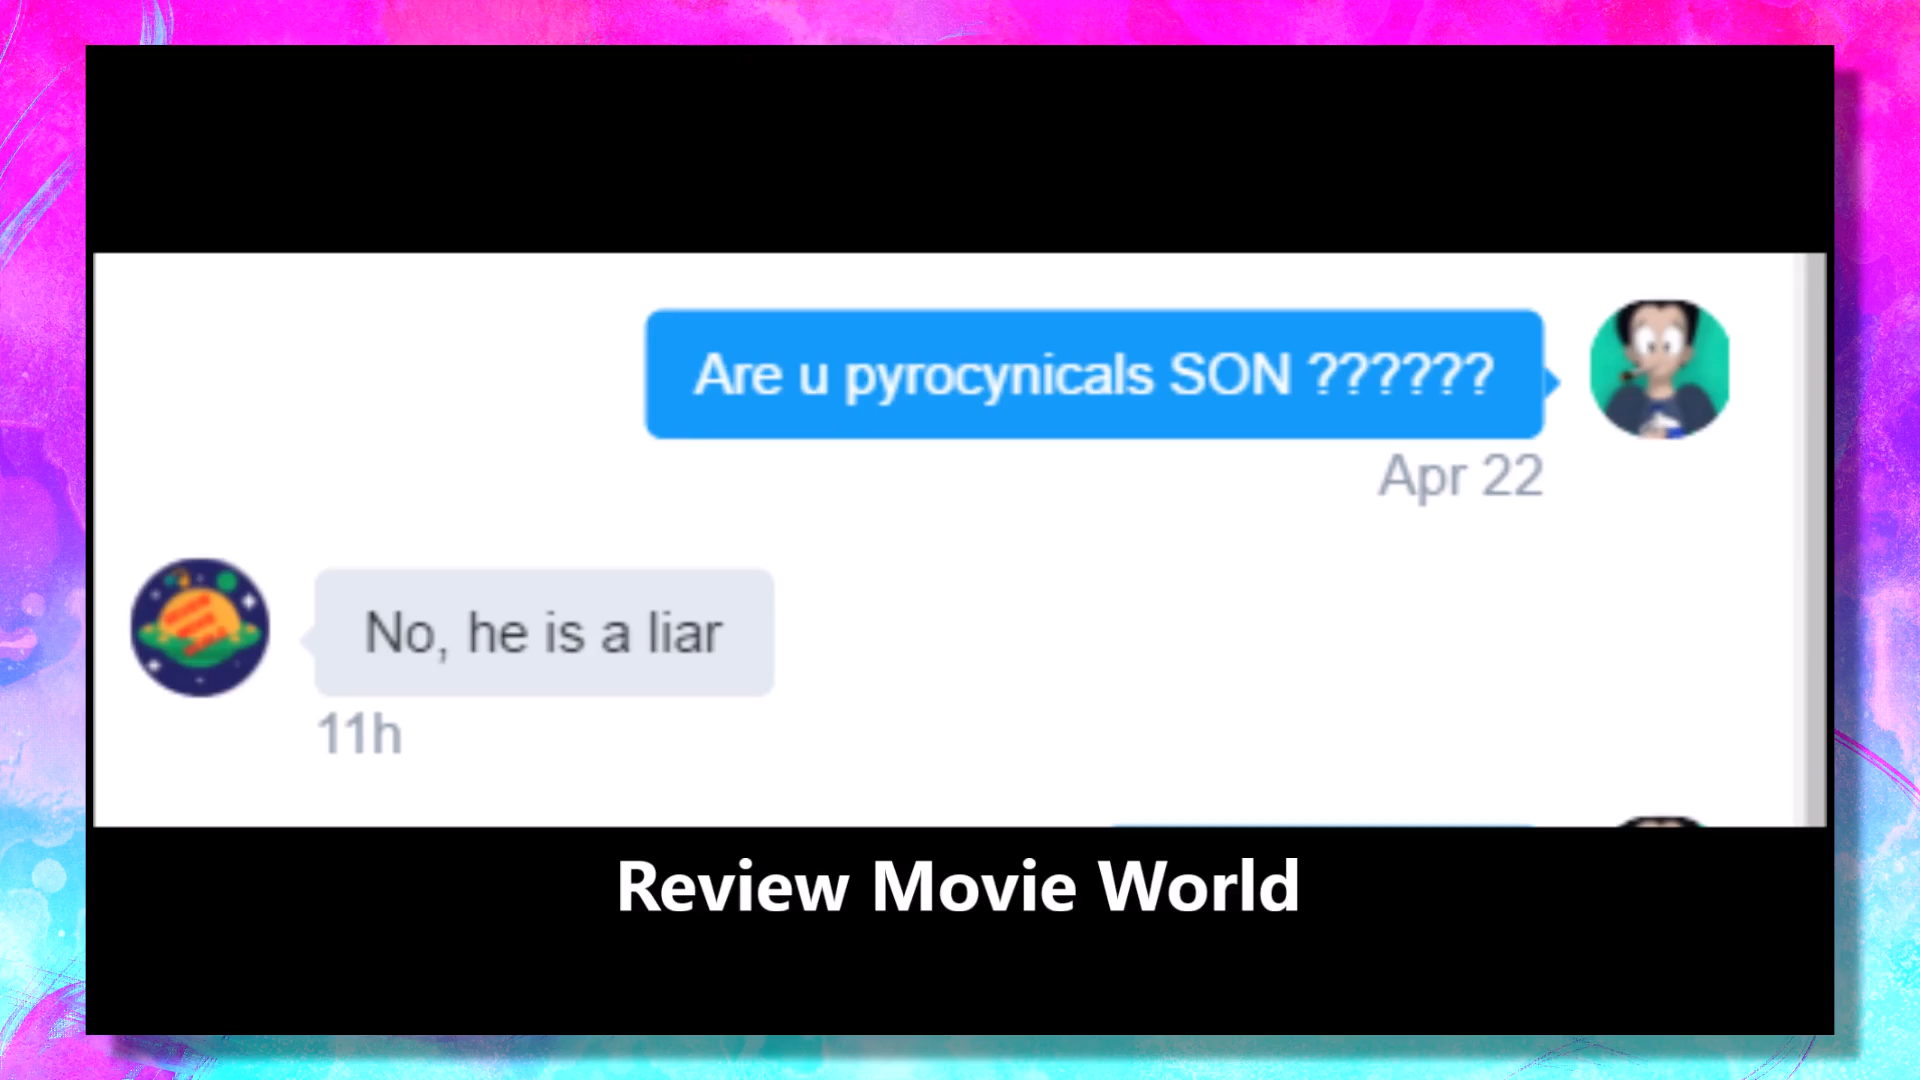 Are u pyrocynicals SON ??????
Apr 22
No, he is a liar
11h
Review Movie World